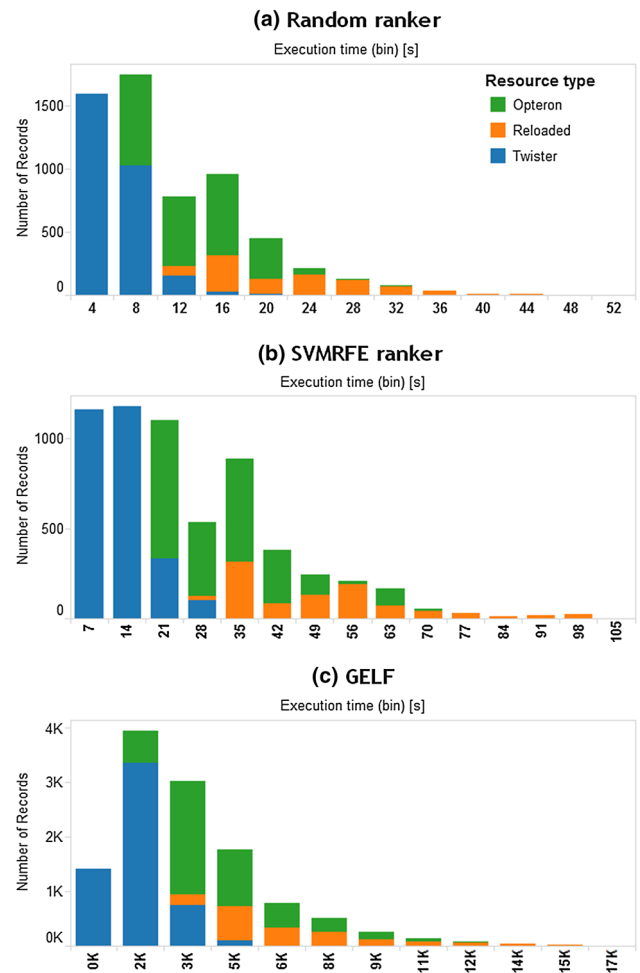 (a) Random ranker
Execution time (bin) [s]
Number of Records
1500
1000
500
0
Resource type
Opteron
Reloaded
Twister
4 8 12 16 20 24 28 32 36 40 44 48 52
(b) SVMRFE ranker
Execution time (bin) [s]
Number of Records
1000
500
0
7 14 21 28 35 42 49 56 63 70 77 84 91 98 105
(c) GELF
Execution time (bin) [s]
Number of Records
4K
3K
2K
1K
0K
0K 2K 3K 5K 6K 8K 9K 11K 12K 14K 15K 17K